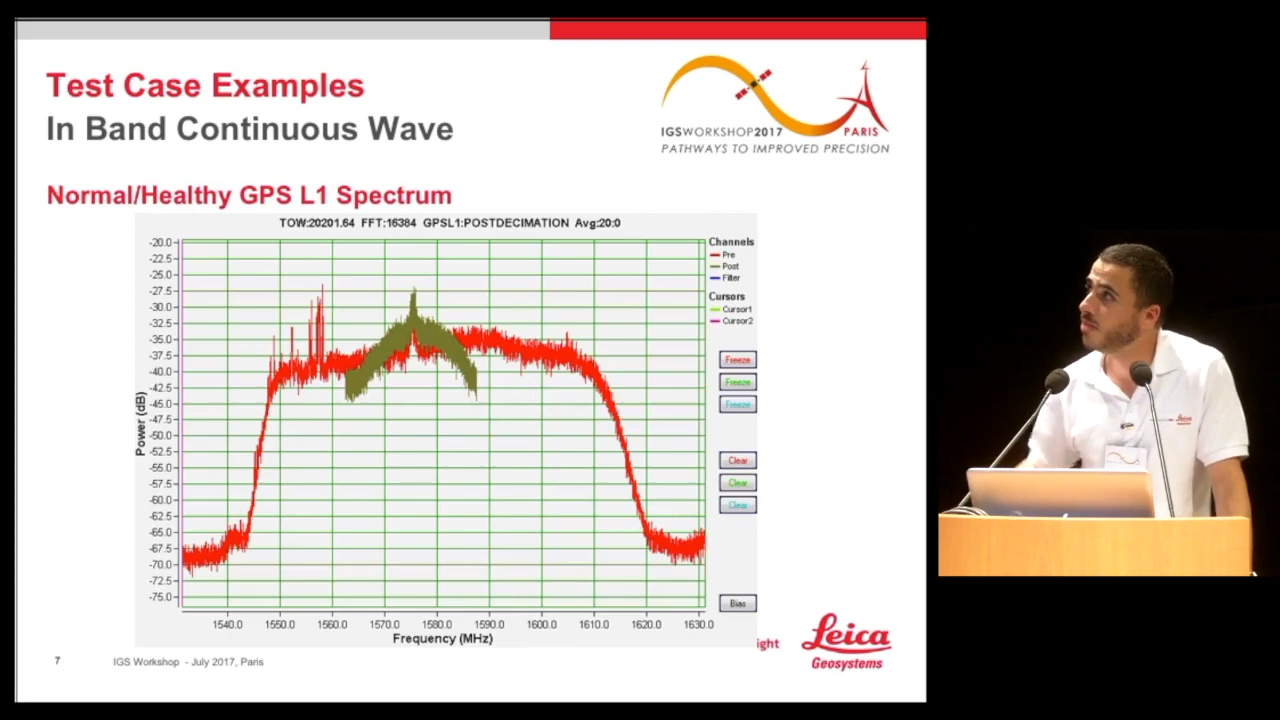 Test Case Examples
In Band Continuous Wave
IGSWORKSHOP2017 PARIS
PATHWAYS TO IMPROVED PRECISION
Normal/Healthy GPS L1 Spectrum
TOW:20201.64 FFT:16384 GPSL1:POSTDECIMATION Avg:20:0
Channels
Pre
Post
Filter
Cursors
Cursor1
Cursor2
Freeze
Freeze
Freeze
Clear
Clear
Clear
Bias
Power (dB)
-20.0
-22.5
-25.0
-27.5
-30.0
-32.5
-35.0
-37.5
-40.0
-42.5
-45.0
-47.5
-50.0
-52.5
-55.0
-57.5
-60.0
-62.5
-65.0
-67.5
-70.0
-72.5
-75.0
1540.0 1550.0 1560.0 1570.0 1580.0 1590.0 1600.0 1610.0 1620.0 1630.0
Frequency (MHz)
ight
Leica
Geosystems
7 IGS Workshop - July 2017, Paris
Leica